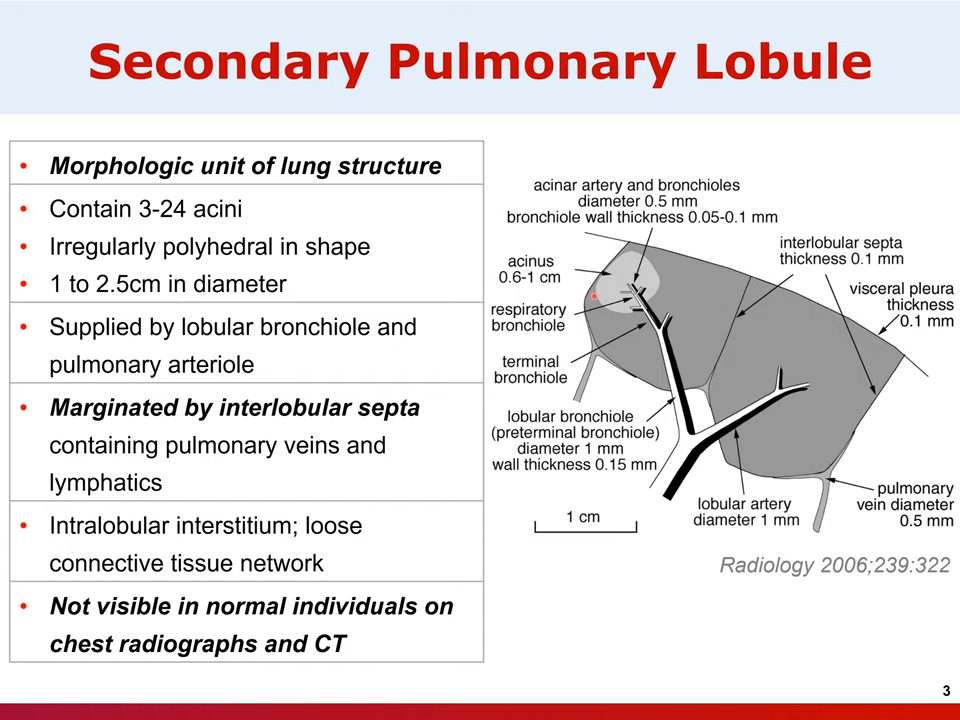 Secondary Pulmonary Lobule
• Morphologic unit of lung structure
• Contain 3-24 acini
• Irregularly polyhedral in shape
• 1 to 2.5cm in diameter
• Supplied by lobular bronchiole and
pulmonary arteriole
• Marginated by interlobular septa
containing pulmonary veins and
lymphatics
• Intralobular interstitium; loose
connective tissue network
• Not visible in normal individuals on
chest radiographs and CT
acinar artery and bronchioles
diameter 0.5 mm
bronchiole wall thickness 0.05-0.1 mm
acinus
0.6-1 cm
respiratory
bronchiole
terminal
bronchiole
lobular bronchiole
(preterminal bronchiole)
diameter 1 mm
wall thickness 0.15 mm
interlobular septa
thickness 0.1 mm
visceral pleura
thickness
0.1 mm
1 cm
lobular artery
diameter 1 mm
pulmonary
vein diameter
0.5 mm
Radiology 2006;239:322
3